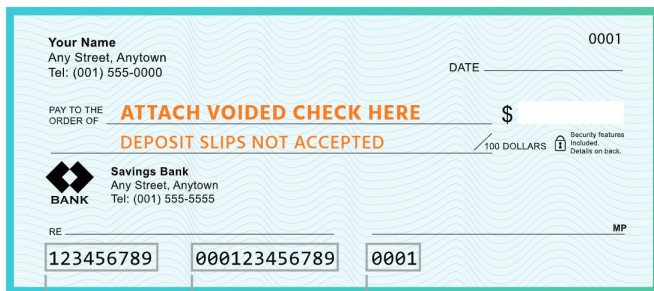 Your Name
0001
Any Street, Anytown
Tel: (001) 555-0000
DATE
PAY TO THE
ORDER OF
ATTACH VOIDED CHECK HERE
$
DEPOSIT SLIPS NOT ACCEPTED
/100 DOLLARS
Security features
Included.
Details on back.
Savings Bank
Any Street, Anytown
Tel: (001) 555-5555
BANK
RE
MP
123456789 000123456789 0001